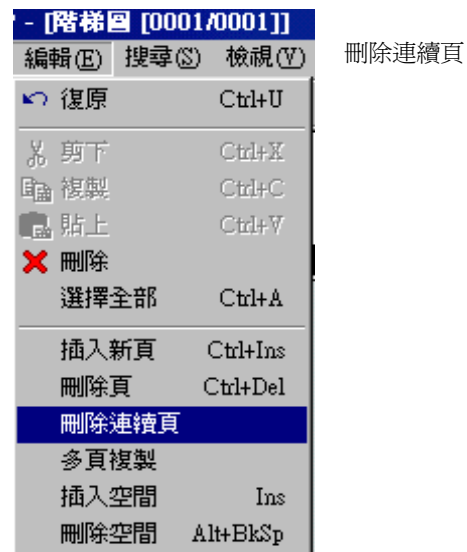 - [階梯圖 [0001/0001]]
編輯(E) 搜尋(S) 檢視(V)
刪除連續頁
復原 Ctrl+U
剪下 Ctrl+X
複製 Ctrl+C
貼上 Ctrl+V
刪除
選擇全部 Ctrl+A
插入新頁 Ctrl+Ins
刪除頁 Ctrl+Del
刪除連續頁
多頁複製
插入空間 Ins
刪除空間 Alt+BkSp